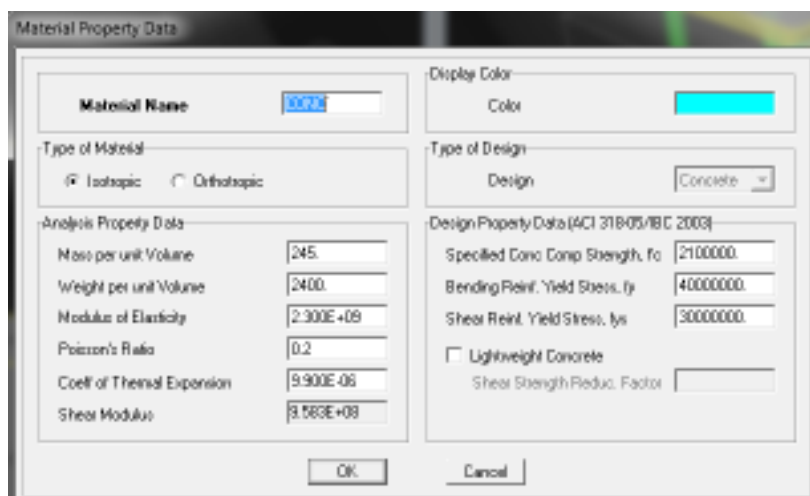 Material Property Data
Material Name CONC
Display Color
Color
Type of Material
Isotropic Orthotropic
Type of Design
Design Concrete
Analysis Property Data
Mass per unit Volume 245.
Weight per unit Volume 2400.
Modulus of Elasticity 2.300E+09
Poisson's Ratio 0.2
Coeff of Thermal Expansion 9.900E-06
Shear Modulus 9.583E+08
Design Property Data (ACI 318-05/IBC 2003)
Specified Conc Comp Strength, f'c 2100000.
Bending Reinf. Yield Stress, fy 40000000.
Shear Reinf. Yield Stress, fys 30000000.
Lightweight Concrete
Shear Strength Reduc. Factor
OK Cancel